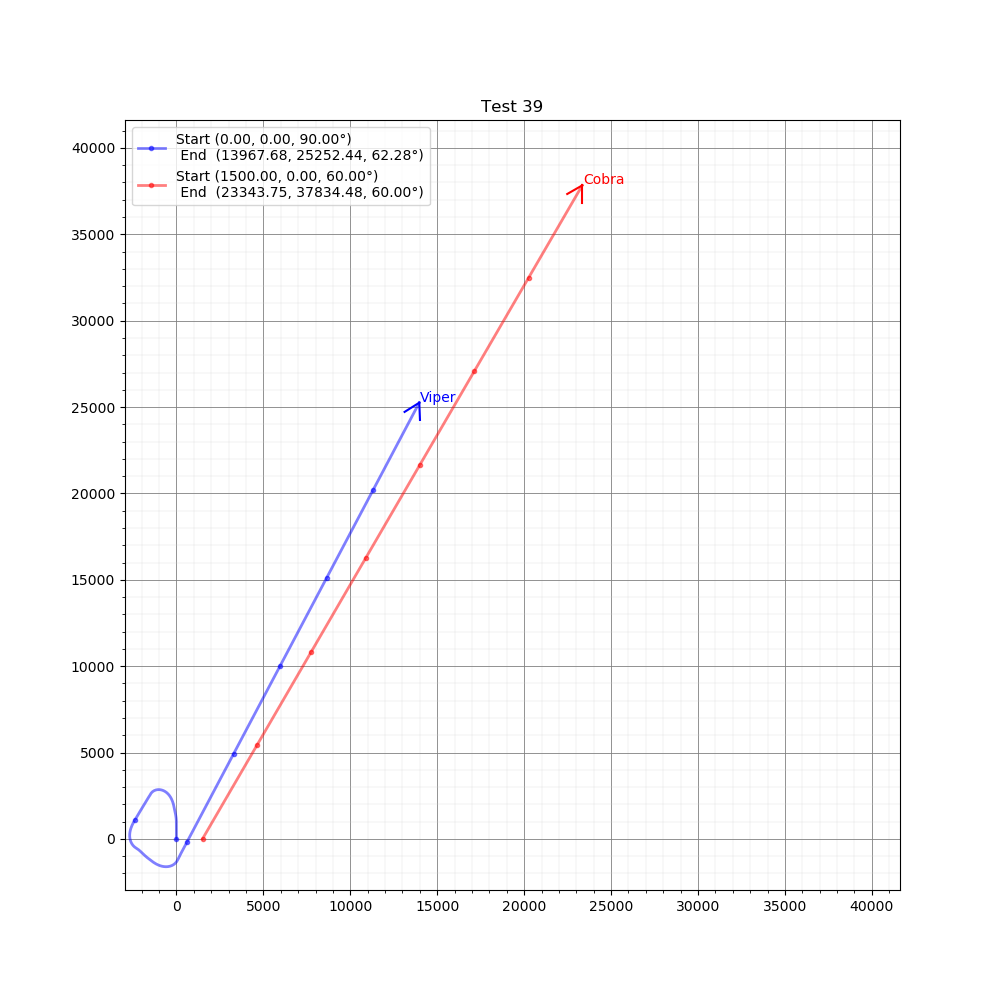 Test 39
Start (0.00, 0.00, 90.00°)
End  (13967.68, 25252.44, 62.28°)
Start (1500.00, 0.00, 60.00°)
End  (23343.75, 37834.48, 60.00°)
Cobra
Viper
40000
35000
30000
25000
20000
15000
10000
5000
0
0 5000 10000 15000 20000 25000 30000 35000 40000